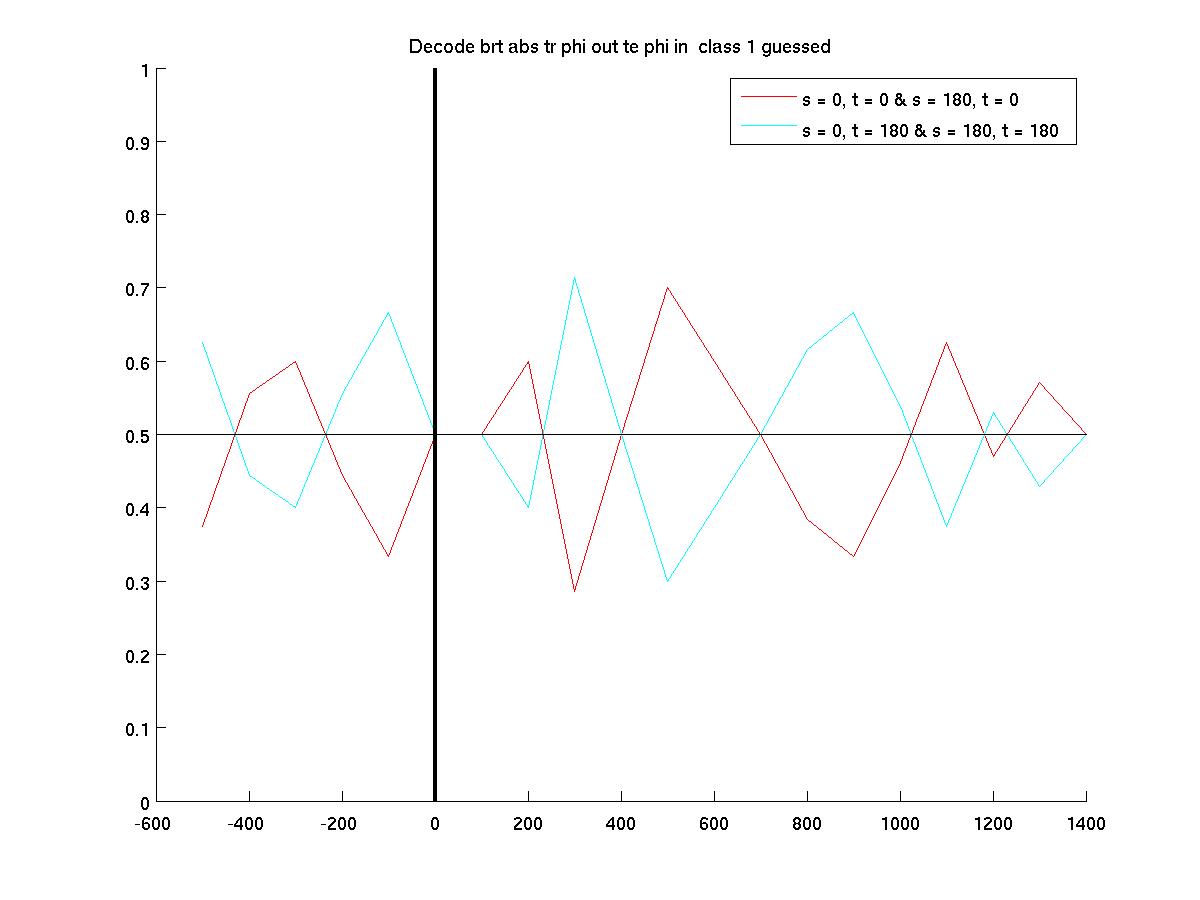 Decode brt abs tr phi out te phi in  class 1 guessed
s = 0, t = 0 & s = 180, t = 0
s = 0, t = 180 & s = 180, t = 180
1
0.9
0.8
0.7
0.6
0.5
0.4
0.3
0.2
0.1
0
-600 -400 -200 0 200 400 600 800 1000 1200 1400